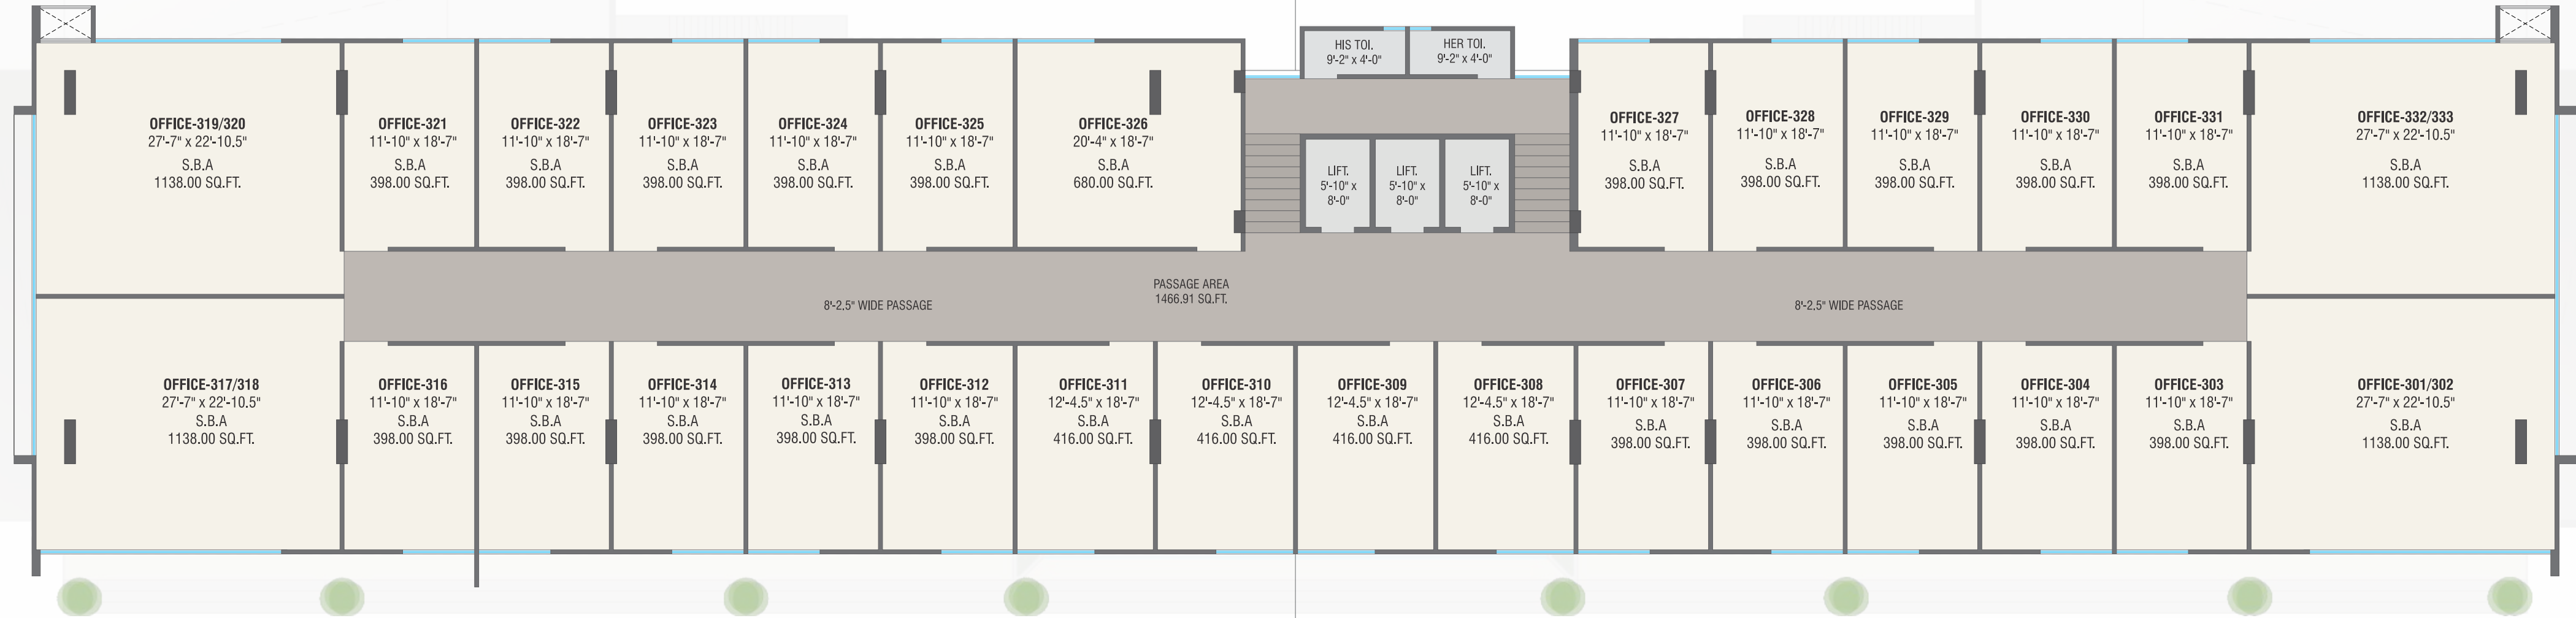 HIS TOI.
9'-2" x 4'-0"
HER TOI.
9'-2" x 4'-0"
OFFICE-319/320
27'-7" x 22'-10.5"
S.B.A
1138.00 SQ.FT.
OFFICE-321
11'-10" x 18'-7"
S.B.A
398.00 SQ.FT.
OFFICE-322
11'-10" x 18'-7"
S.B.A
398.00 SQ.FT.
OFFICE-323
11'-10" x 18'-7"
S.B.A
398.00 SQ.FT.
OFFICE-324
11'-10" x 18'-7"
S.B.A
398.00 SQ.FT.
OFFICE-325
11'-10" x 18'-7"
S.B.A
398.00 SQ.FT.
OFFICE-326
20'-4" x 18'-7"
S.B.A
680.00 SQ.FT.
LIFT.
5'-10" x
8'-0"
LIFT.
5'-10" x
8'-0"
LIFT.
5'-10" x
8'-0"
OFFICE-327
11'-10" x 18'-7"
S.B.A
398.00 SQ.FT.
OFFICE-328
11'-10" x 18'-7"
S.B.A
398.00 SQ.FT.
OFFICE-329
11'-10" x 18'-7"
S.B.A
398.00 SQ.FT.
OFFICE-330
11'-10" x 18'-7"
S.B.A
398.00 SQ.FT.
OFFICE-331
11'-10" x 18'-7"
S.B.A
398.00 SQ.FT.
OFFICE-332/333
27'-7" x 22'-10.5"
S.B.A
1138.00 SQ.FT.
8'-2.5" WIDE PASSAGE
PASSAGE AREA
1466.91 SQ.FT.
8'-2.5" WIDE PASSAGE
OFFICE-317/318
27'-7" x 22'-10.5"
S.B.A
1138.00 SQ.FT.
OFFICE-316
11'-10" x 18'-7"
S.B.A
398.00 SQ.FT.
OFFICE-315
11'-10" x 18'-7"
S.B.A
398.00 SQ.FT.
OFFICE-314
11'-10" x 18'-7"
S.B.A
398.00 SQ.FT.
OFFICE-313
11'-10" x 18'-7"
S.B.A
398.00 SQ.FT.
OFFICE-312
11'-10" x 18'-7"
S.B.A
398.00 SQ.FT.
OFFICE-311
12'-4.5" x 18'-7"
S.B.A
416.00 SQ.FT.
OFFICE-310
12'-4.5" x 18'-7"
S.B.A
416.00 SQ.FT.
OFFICE-309
12'-4.5" x 18'-7"
S.B.A
416.00 SQ.FT.
OFFICE-308
12'-4.5" x 18'-7"
S.B.A
416.00 SQ.FT.
OFFICE-307
11'-10" x 18'-7"
S.B.A
398.00 SQ.FT.
OFFICE-306
11'-10" x 18'-7"
S.B.A
398.00 SQ.FT.
OFFICE-305
11'-10" x 18'-7"
S.B.A
398.00 SQ.FT.
OFFICE-304
11'-10" x 18'-7"
S.B.A
398.00 SQ.FT.
OFFICE-303
11'-10" x 18'-7"
S.B.A
398.00 SQ.FT.
OFFICE-301/302
27'-7" x 22'-10.5"
S.B.A
1138.00 SQ.FT.